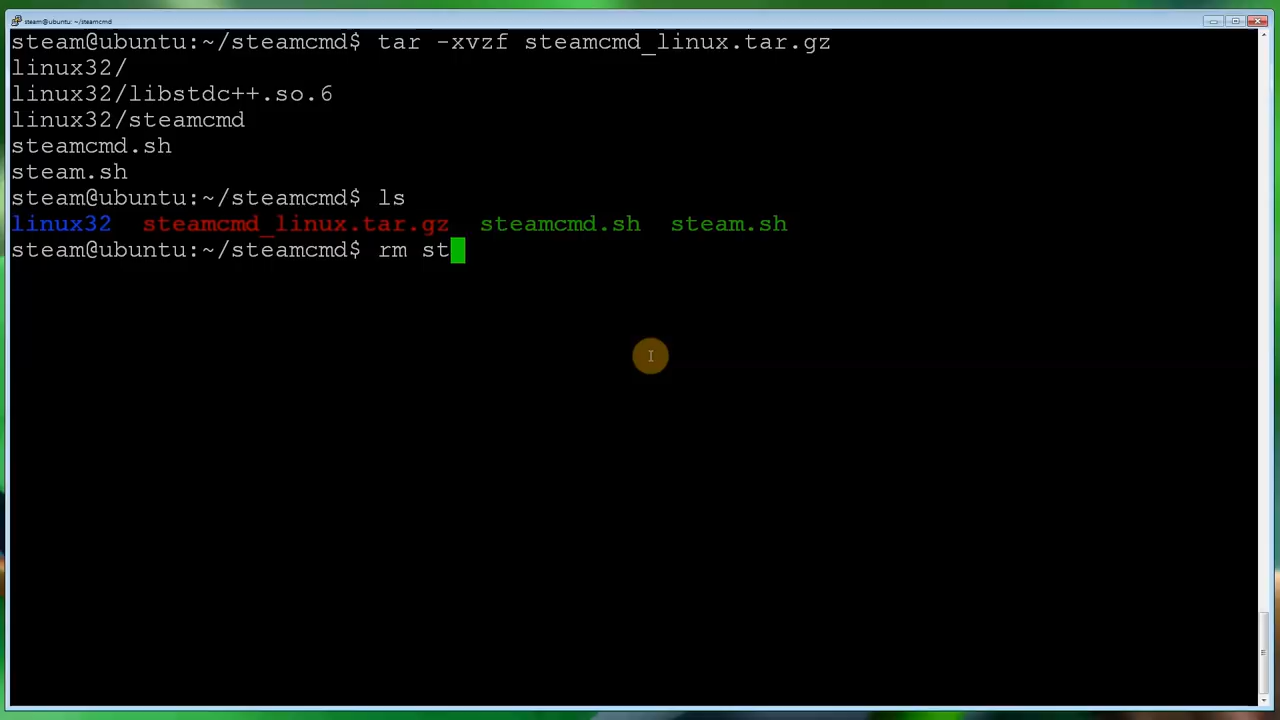 steam@ubuntu: ~/steamcmd
steam@ubuntu:~/steamcmd$ tar -xvzf steamcmd_linux.tar.gz
linux32/
linux32/libstdc++.so.6
linux32/steamcmd
steamcmd.sh
steam.sh
steam@ubuntu:~/steamcmd$ ls
linux32  steamcmd_linux.tar.gz  steamcmd.sh  steam.sh
steam@ubuntu:~/steamcmd$ rm st